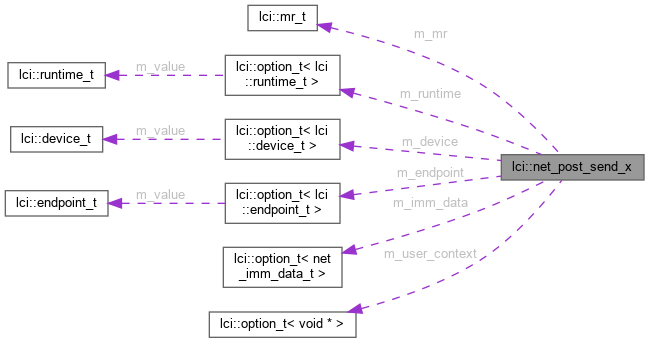 lci::mr_t
m_mr
lci::runtime_t
m_value
lci::option_t< lci
::runtime_t >
m_runtime
lci::device_t
m_value
lci::option_t< lci
::device_t >
m_device
lci::net_post_send_x
lci::endpoint_t
m_value
lci::option_t< lci
::endpoint_t >
m_endpoint
m_imm_data
lci::option_t< net
_imm_data_t >
m_user_context
lci::option_t< void * >